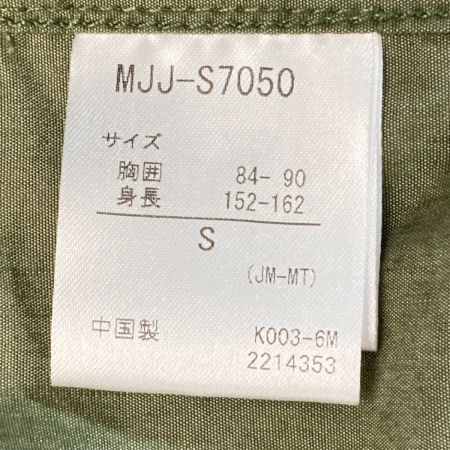 MJJ-S7050
サイズ
胸囲 84- 90
身長 152-162
S
(JM-MT)
中国製 K003-6M
2214353